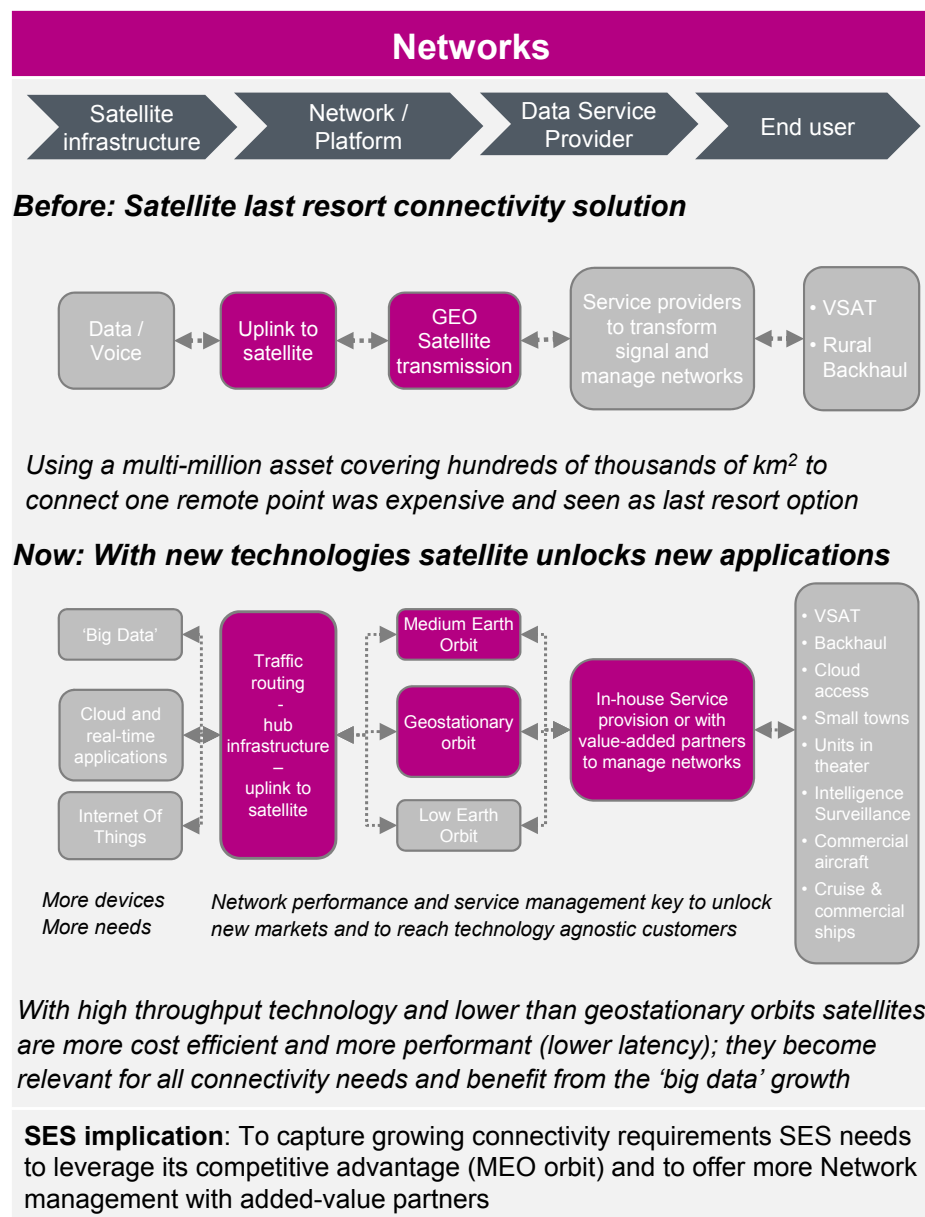 Networks
Satellite
infrastructure
Network /
Platform
Data Service
Provider
End user
Before: Satellite last resort connectivity solution
Data /
Voice
Uplink to
satellite
GEO
Satellite
transmission
Service providers
to transform
signal and
manage networks
• VSAT
• Rural
Backhaul
Using a multi-million asset covering hundreds of thousands of km² to
connect one remote point was expensive and seen as last resort option
Now: With new technologies satellite unlocks new applications
‘Big Data’
Cloud and
real-time
applications
Internet Of
Things
Traffic
routing
-
hub
infrastructure
–
uplink to
satellite
Medium Earth
Orbit
Geostationary
orbit
Low Earth
Orbit
In-house Service
provision or with
value-added partners
to manage networks
• VSAT
• Backhaul
• Cloud
access
• Small towns
• Units in
theater
• Intelligence
Surveillance
• Commercial
aircraft
• Cruise &
commercial
ships
More devices
More needs
Network performance and service management key to unlock
new markets and to reach technology agnostic customers
With high throughput technology and lower than geostationary orbits satellites
are more cost efficient and more performant (lower latency); they become
relevant for all connectivity needs and benefit from the ‘big data’ growth
SES implication: To capture growing connectivity requirements SES needs
to leverage its competitive advantage (MEO orbit) and to offer more Network
management with added-value partners